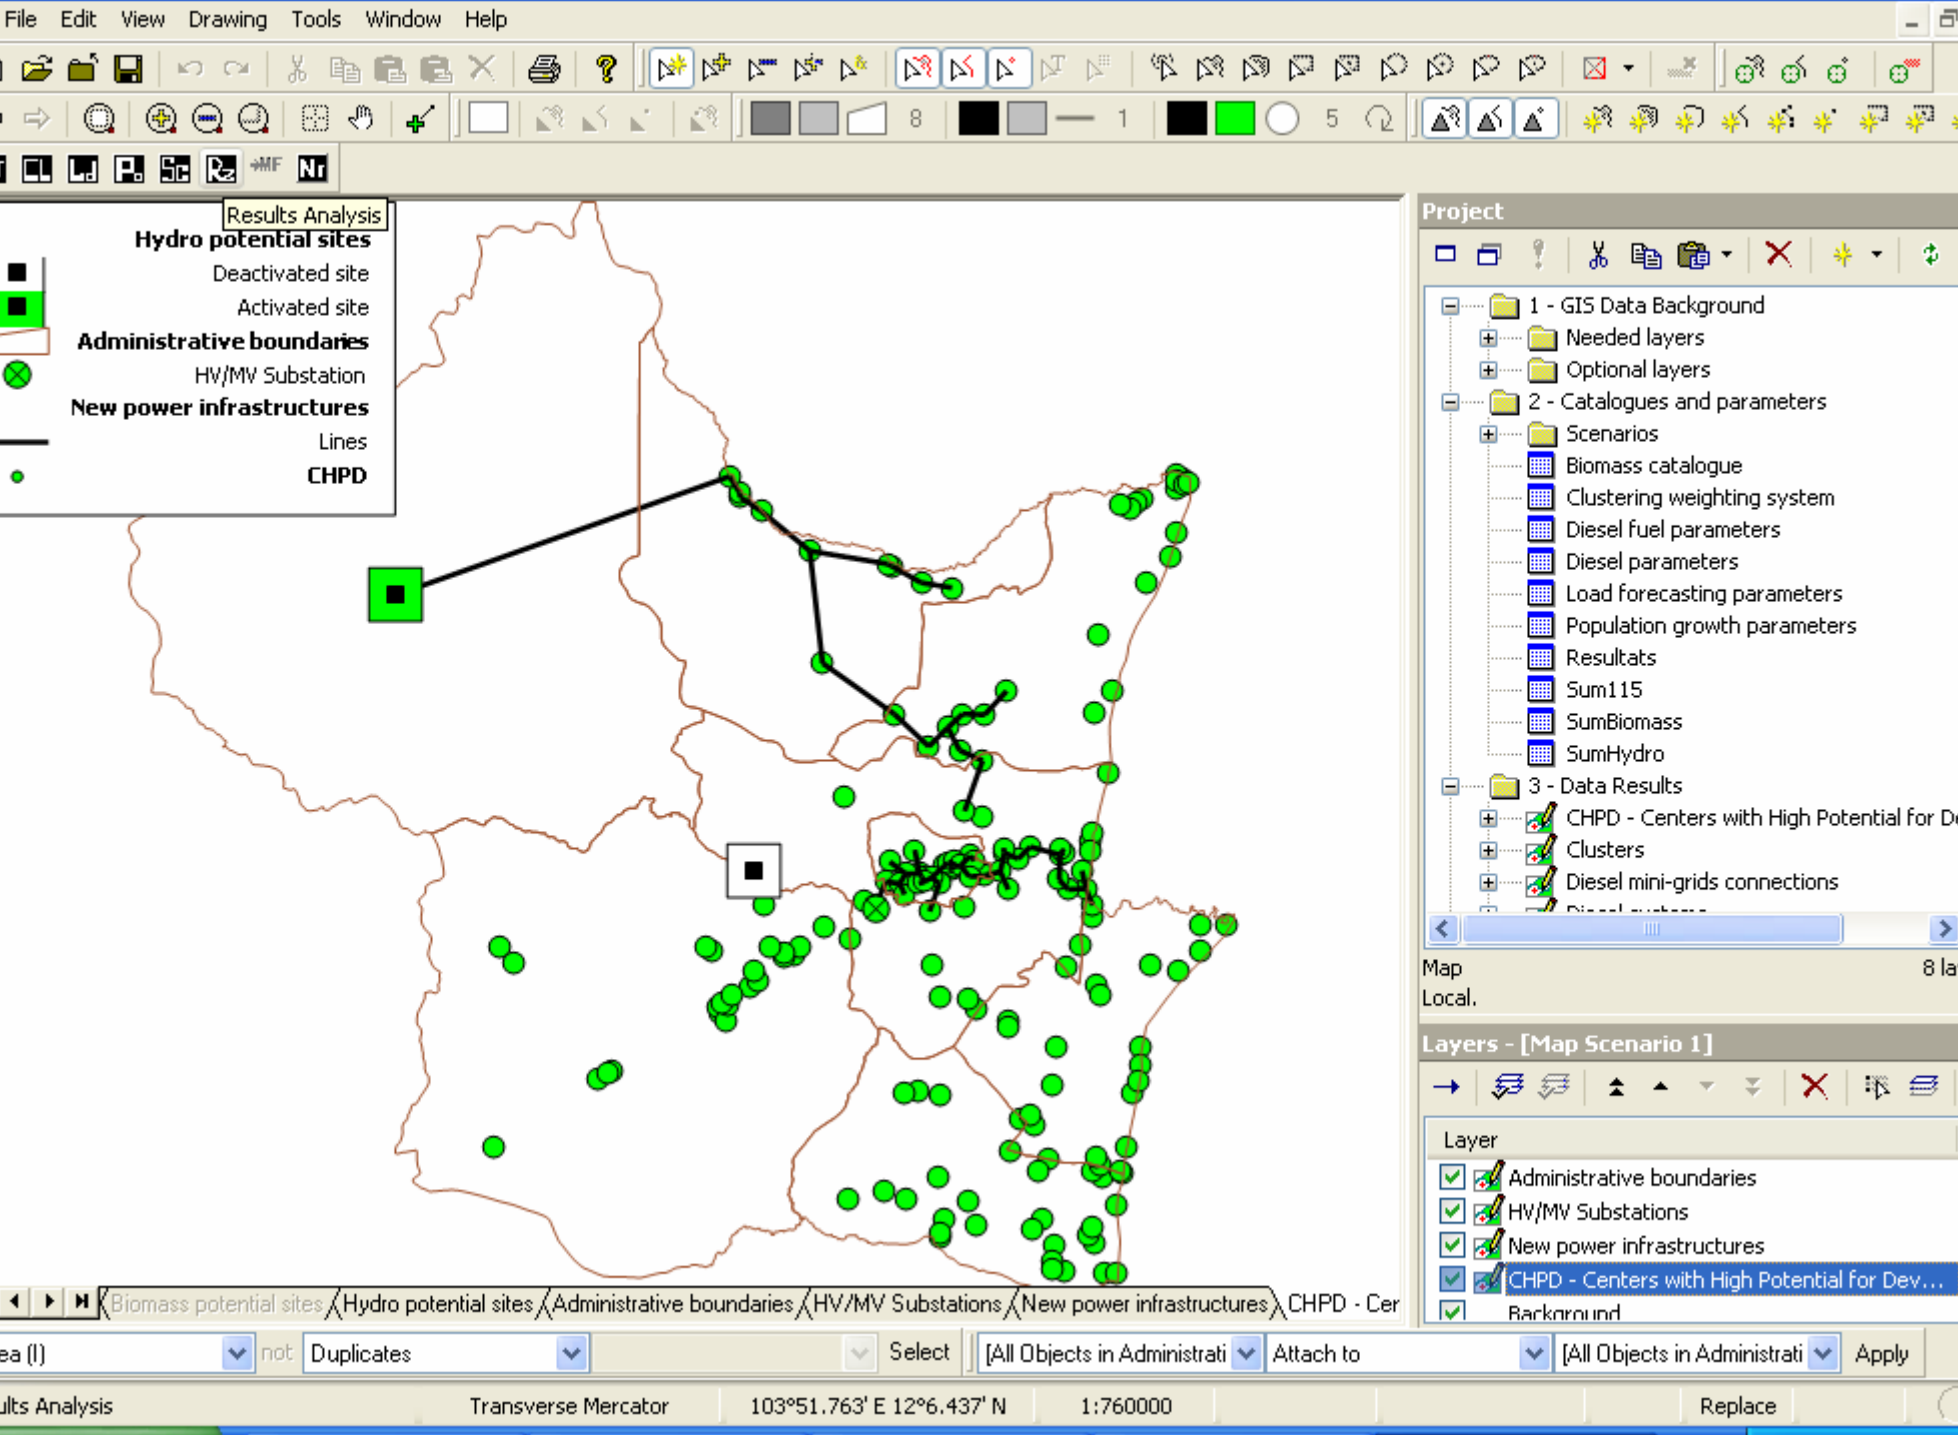 File Edit View Drawing Tools Window Help
8 1 5
CL Ld Sc Rz MF Nr
Results Analysis
Hydro potential sites
Deactivated site
Activated site
Administrative boundaries
HV/MV Substation
New power infrastructures
Lines
CHPD
Project
1 - GIS Data Background
Needed layers
Optional layers
2 - Catalogues and parameters
Scenarios
Biomass catalogue
Clustering weighting system
Diesel fuel parameters
Diesel parameters
Load forecasting parameters
Population growth parameters
Resultats
Sum115
SumBiomass
SumHydro
3 - Data Results
CHPD - Centers with High Potential for De
Clusters
Diesel mini-grids connections
Map 8 la
Local.
Layers - [Map Scenario 1]
Layer
Administrative boundaries
HV/MV Substations
New power infrastructures
CHPD - Centers with High Potential for Dev...
Background
Biomass potential sites Hydro potential sites Administrative boundaries HV/MV Substations New power infrastructures CHPD - Cer
ea (I) not Duplicates Select [All Objects in Administrati Attach to [All Objects in Administrati Apply
ults Analysis Transverse Mercator 103°51.763' E 12°6.437' N 1:760000 Replace